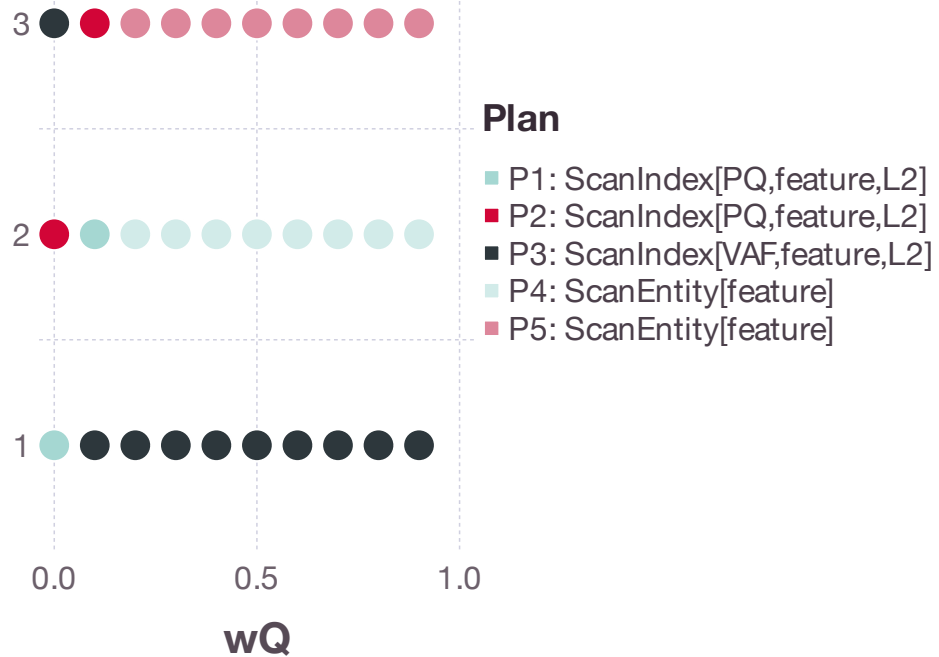 3
Plan
P1: ScanIndex[PQ,feature,L2]
2
P2: ScanIndex[PQ,feature,L2]
P3: ScanIndex[VAF,feature,L2]
P4: ScanEntity[feature]
P5: ScanEntity[feature]
1
0.0 0.5 1.0
wQ